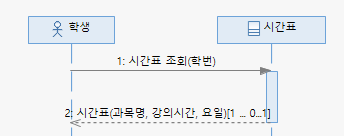 학생
시간표
1: 시간표 조회(학번)
2: 시간표(과목명, 강의시간, 요일)[1 ... 0...1]